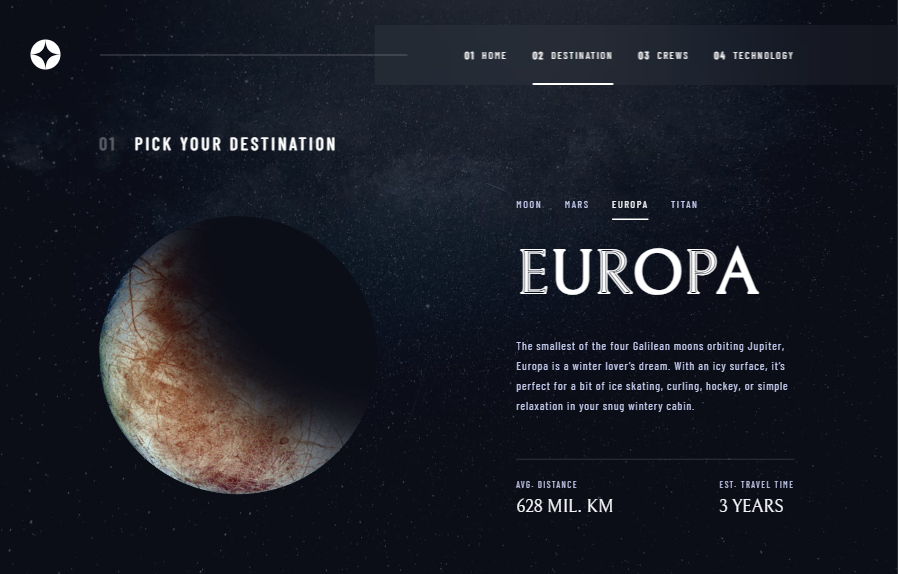 01 HOME 02 DESTINATION 03 CREWS 04 TECHNOLOGY
01 PICK YOUR DESTINATION
MOON MARS EUROPA TITAN
EUROPA
The smallest of the four Galilean moons orbiting Jupiter,
Europa is a winter lover’s dream. With an icy surface, it’s
perfect for a bit of ice skating, curling, hockey, or simple
relaxation in your snug wintery cabin.
AVG. DISTANCE EST. TRAVEL TIME
628 MIL. KM 3 YEARS